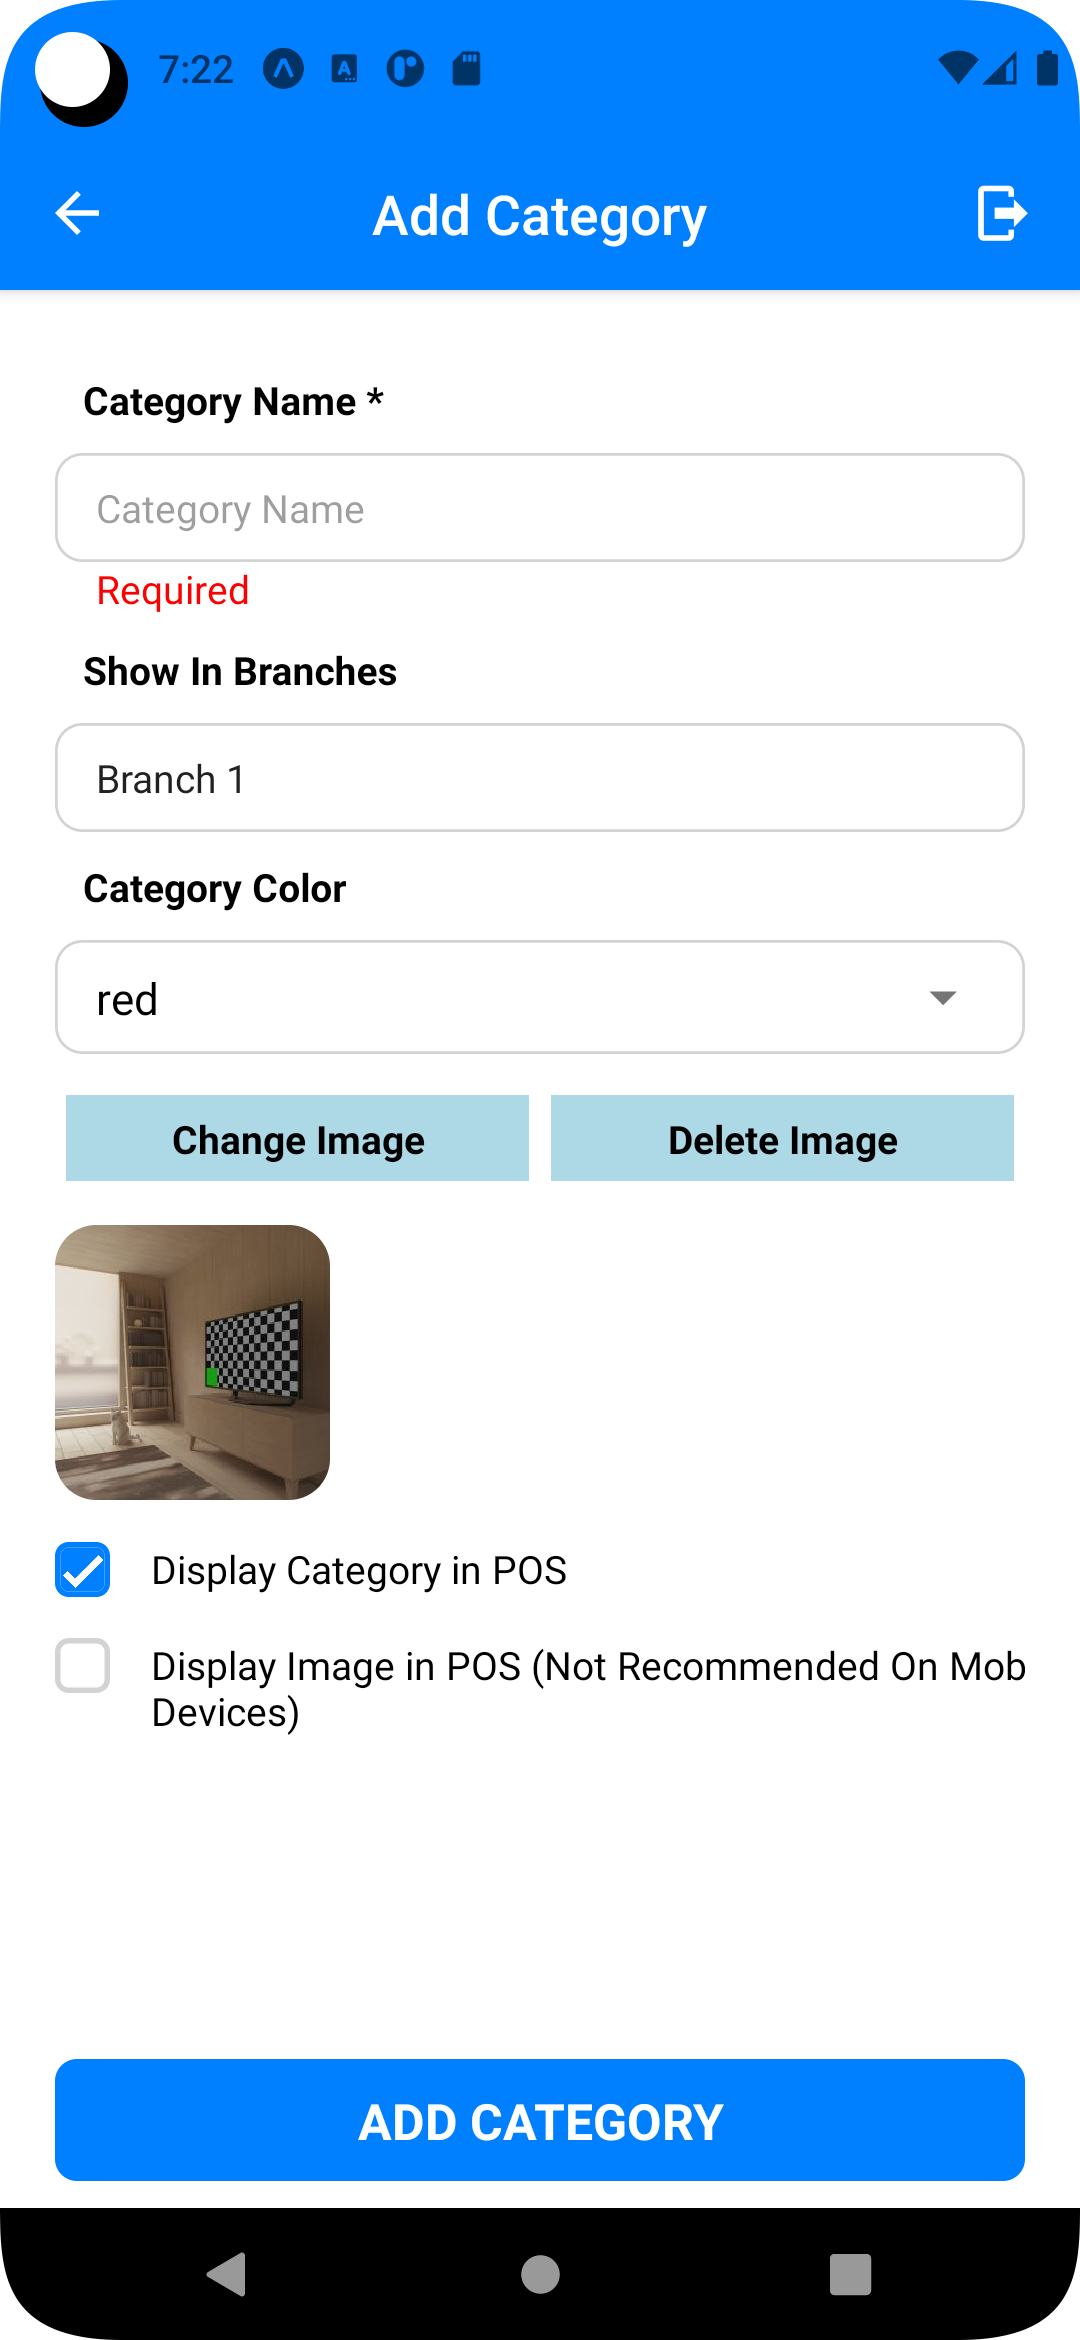 7:22
Add Category
Category Name *
Category Name
Required
Show In Branches
Branch 1
Category Color
red
Change Image
Delete Image
Display Category in POS
Display Image in POS (Not Recommended On Mob
Devices)
ADD CATEGORY